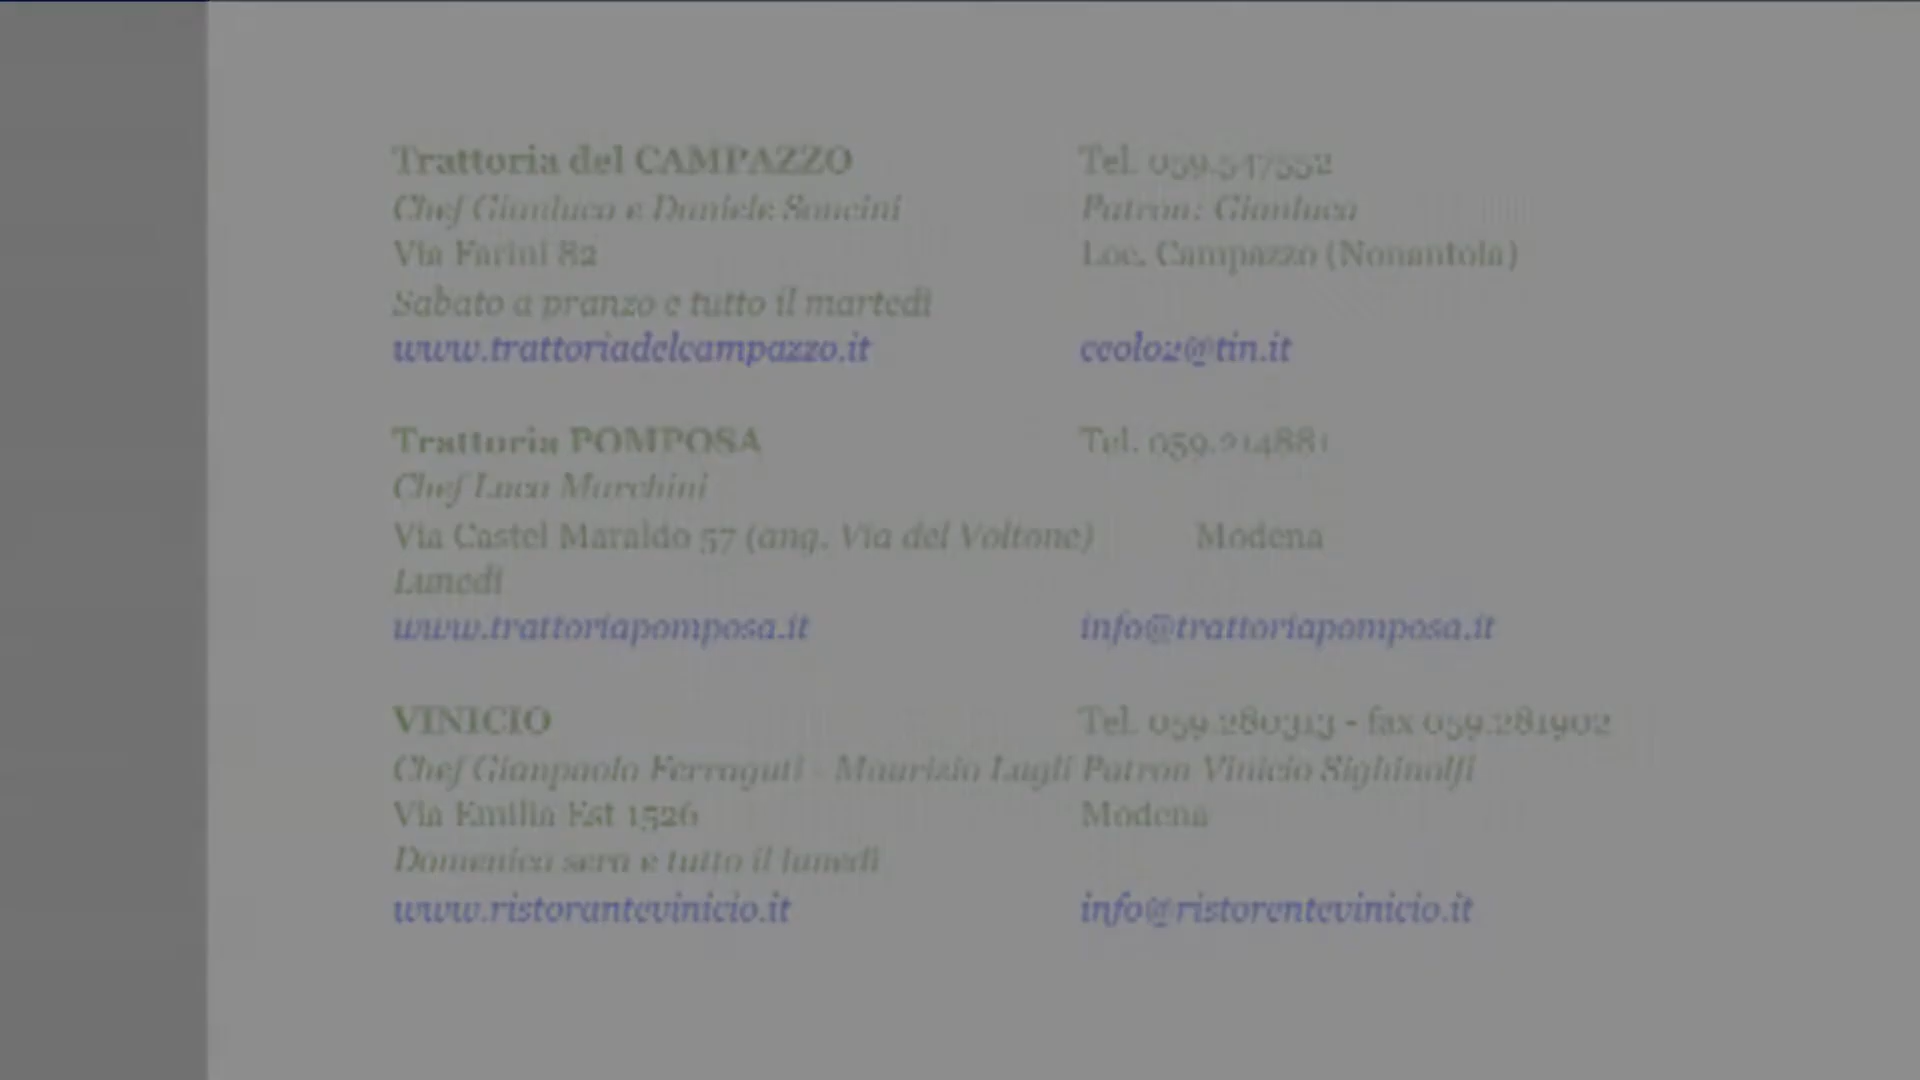 Trattoria del CAMPAZZO Tel. 059.547552
Chef Gianluca e Daniele Soncini Patron: Gianluca
Via Farini 82 Loc. Campazzo (Nonantola)
Sabato a pranzo e tutto il martedì
www.trattoriadelcampazzo.it ceolo2@tin.it
Trattoria POMPOSA Tel. 059.214881
Chef Luca Marchini
Via Castel Maraldo 57 (ang. Via del Voltone) Modena
Lunedì
www.trattoriapomposa.it info@trattoriapomposa.it
VINICIO Tel. 059.280313 - fax 059.281902
Chef Gianpaolo Ferraguti - Maurizio Lugli Patron Vinicio Sighinolfi
Via Emilia Est 1526 Modena
Domenica sera e tutto il lunedì
www.ristorantevinicio.it info@ristorentevinicio.it